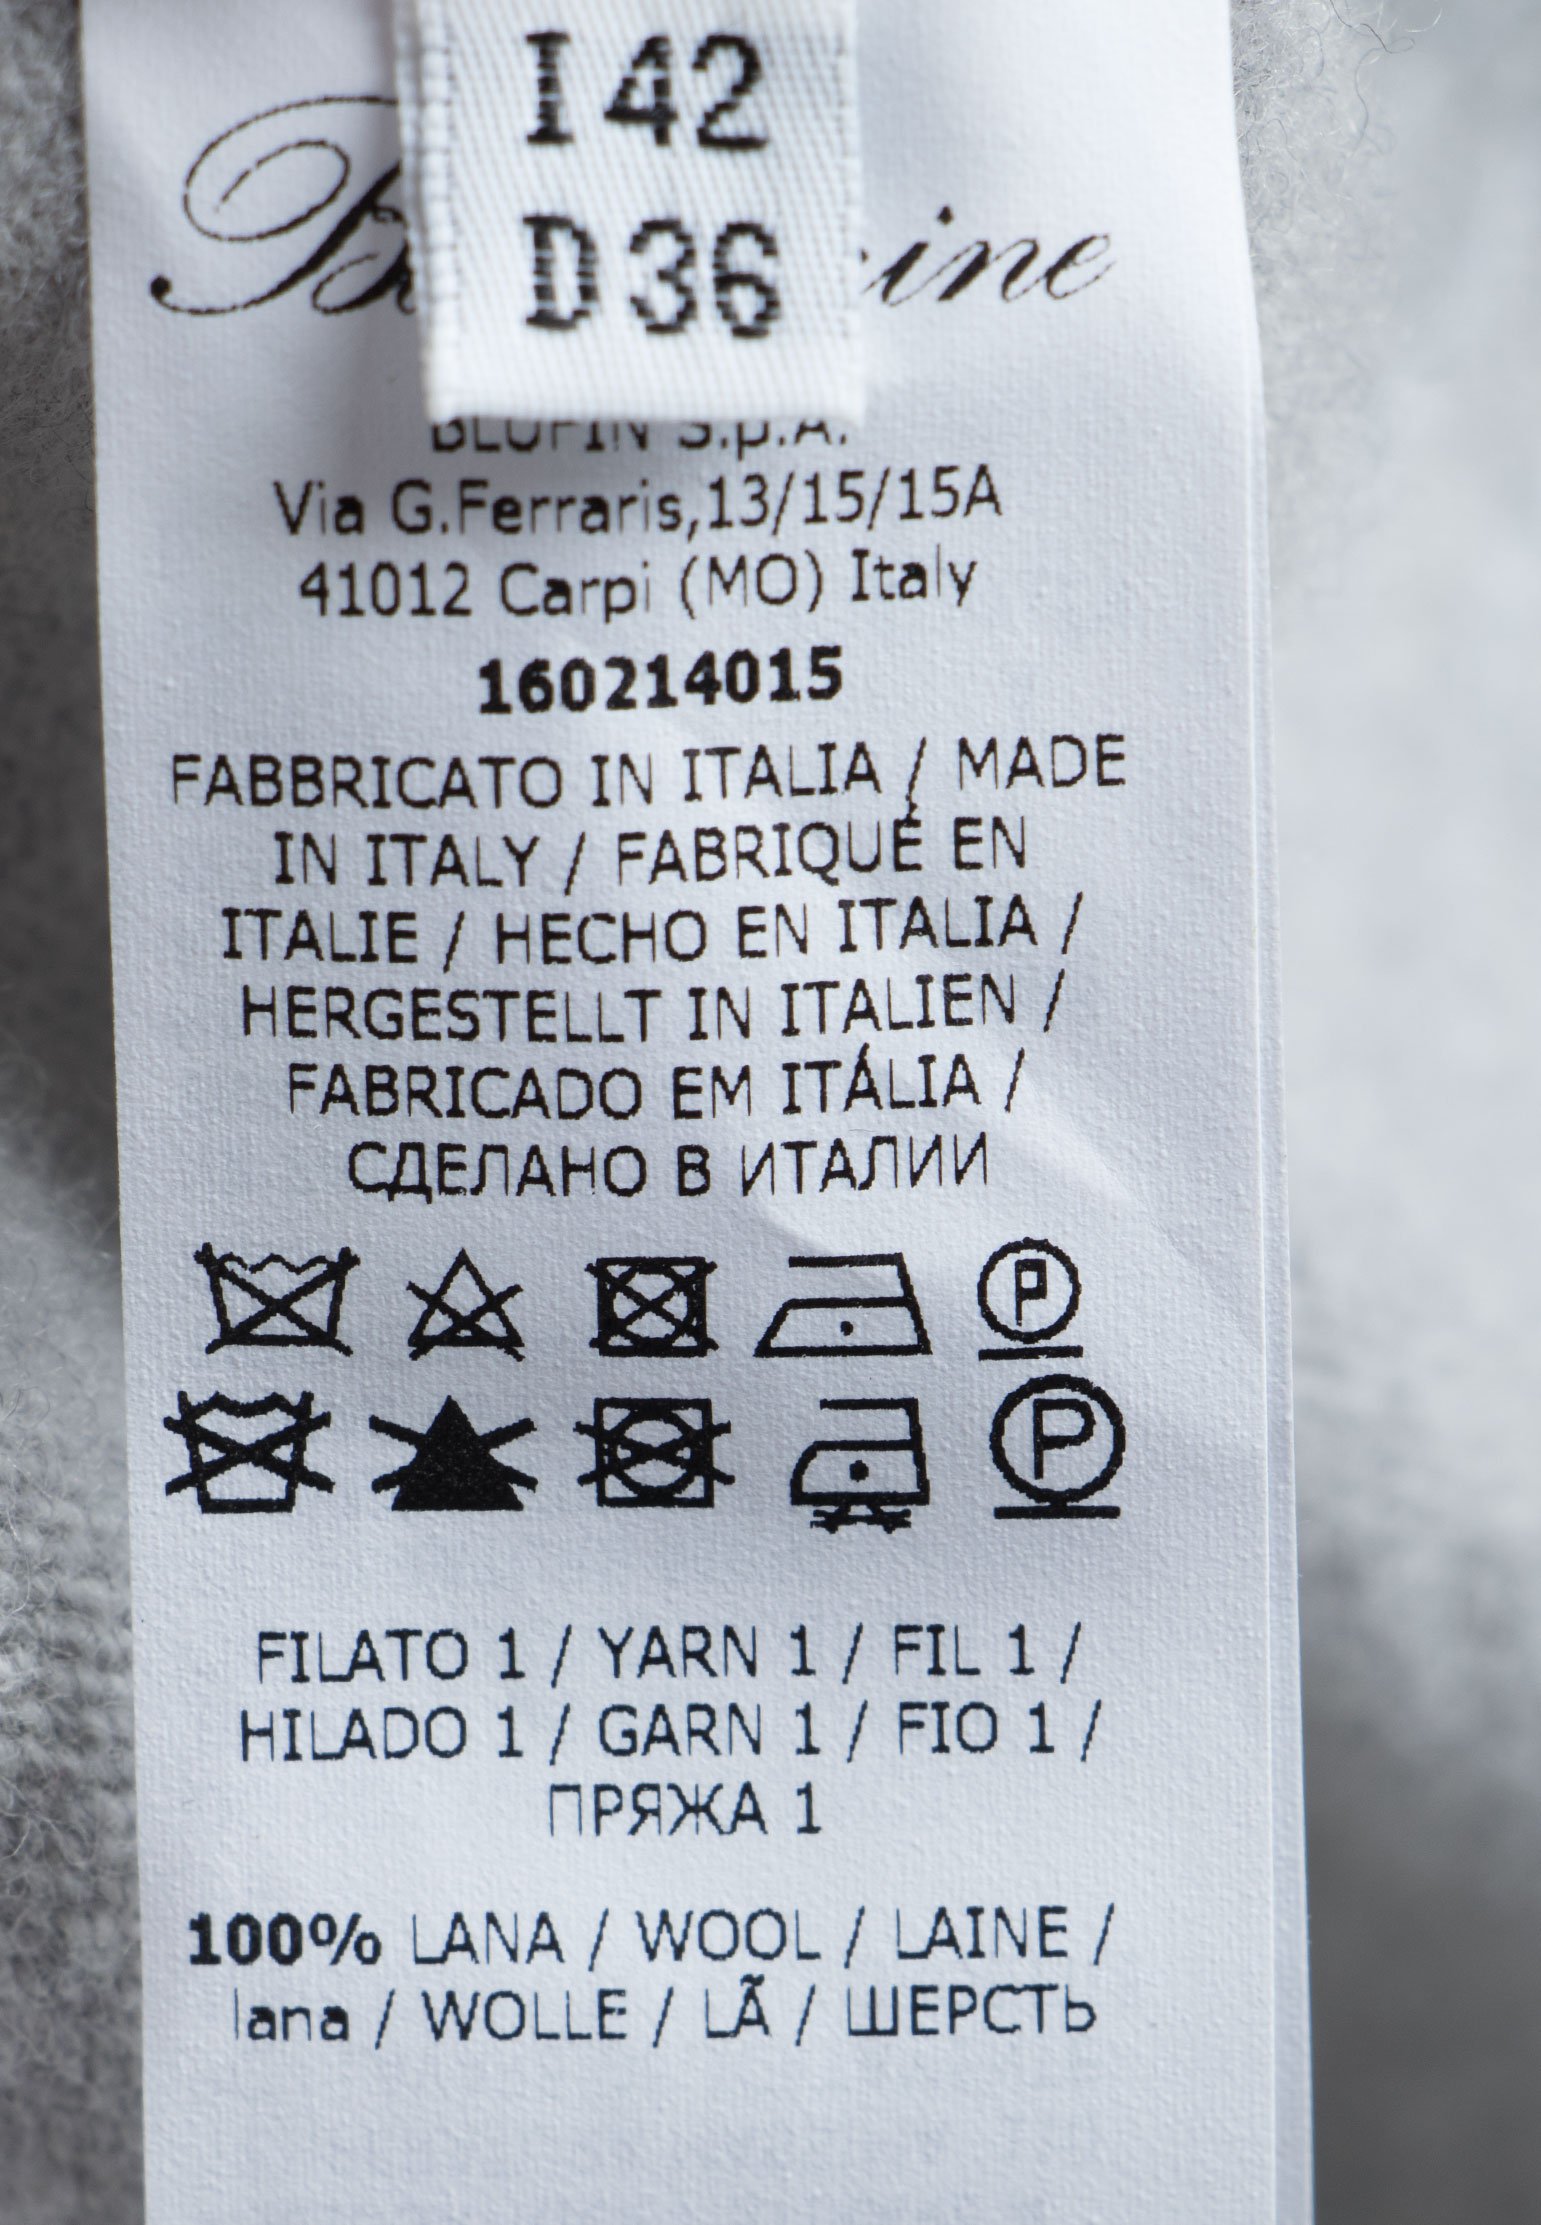 I 42
D 36
BLUFIN S.p.A.
Via G.Ferraris,13/15/15A
41012 Carpi (MO) Italy
160214015
FABBRICATO IN ITALIA / MADE
IN ITALY / FABRIQUÉ EN
ITALIE / HECHO EN ITALIA /
HERGESTELLT IN ITALIEN /
FABRICADO EM ITÁLIA /
СДЕЛАНО В ИТАЛИИ
P
P
FILATO 1 / YARN 1 / FIL 1 /
HILADO 1 / GARN 1 / FIO 1 /
ПРЯЖА 1
100% LANA / WOOL / LAINE /
lana / WOLLE / LÃ / ШЕРСТЬ